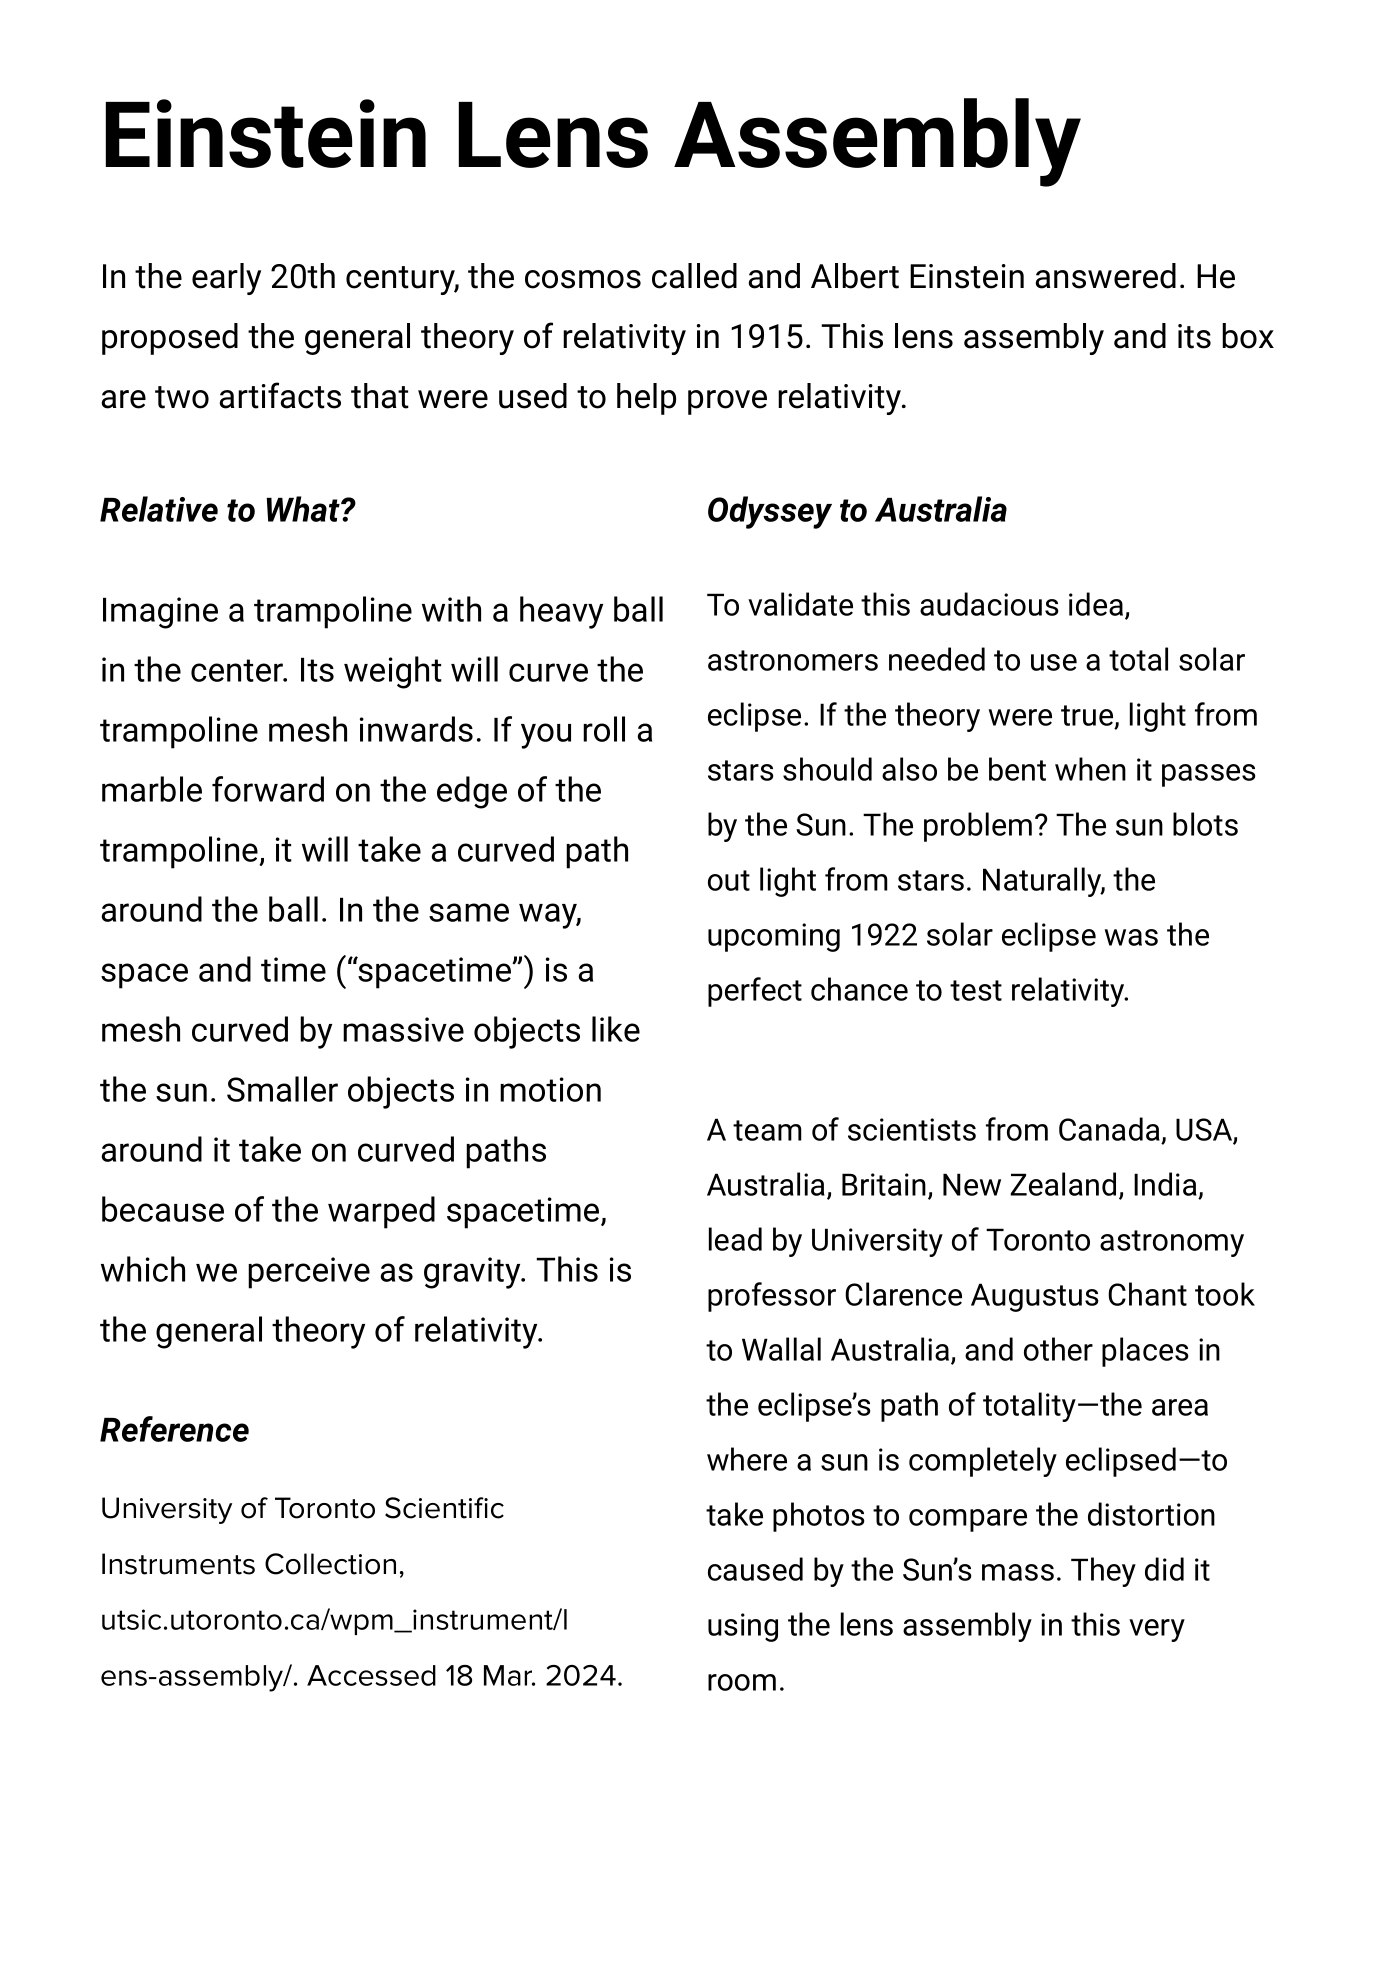 Einstein Lens Assembly
In the early 20th century, the cosmos called and Albert Einstein answered. He
proposed the general theory of relativity in 1915. This lens assembly and its box
are two artifacts that were used to help prove relativity.
Relative to What?
Imagine a trampoline with a heavy ball
in the center. Its weight will curve the
trampoline mesh inwards. If you roll a
marble forward on the edge of the
trampoline, it will take a curved path
around the ball. In the same way,
space and time (“spacetime”) is a
mesh curved by massive objects like
the sun. Smaller objects in motion
around it take on curved paths
because of the warped spacetime,
which we perceive as gravity. This is
the general theory of relativity.
Reference
University of Toronto Scientific
Instruments Collection,
utsic.utoronto.ca/wpm_instrument/l
ens-assembly/. Accessed 18 Mar. 2024.
Odyssey to Australia
To validate this audacious idea,
astronomers needed to use a total solar
eclipse. If the theory were true, light from
stars should also be bent when it passes
by the Sun. The problem? The sun blots
out light from stars. Naturally, the
upcoming 1922 solar eclipse was the
perfect chance to test relativity.
A team of scientists from Canada, USA,
Australia, Britain, New Zealand, India,
lead by University of Toronto astronomy
professor Clarence Augustus Chant took
to Wallal Australia, and other places in
the eclipse’s path of totality—the area
where a sun is completely eclipsed—to
take photos to compare the distortion
caused by the Sun’s mass. They did it
using the lens assembly in this very
room.